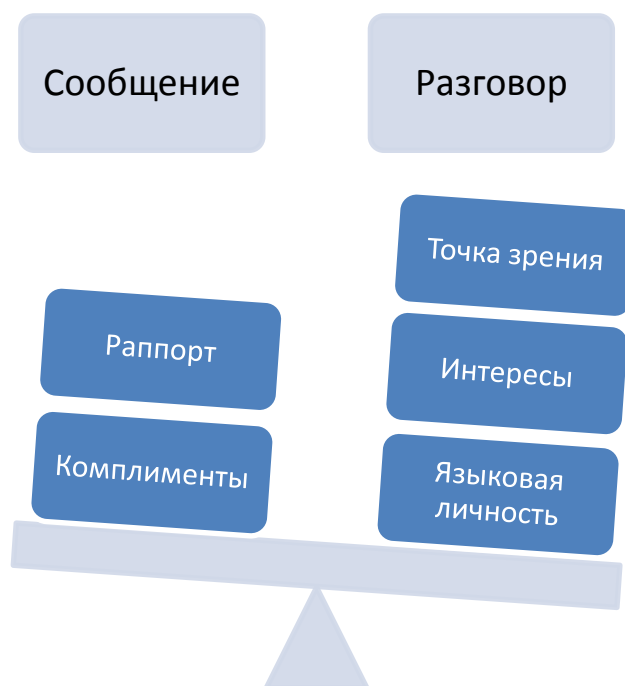 Сообщение
Разговор
Раппорт
Комплименты
Точка зрения
Интересы
Языковая
личность